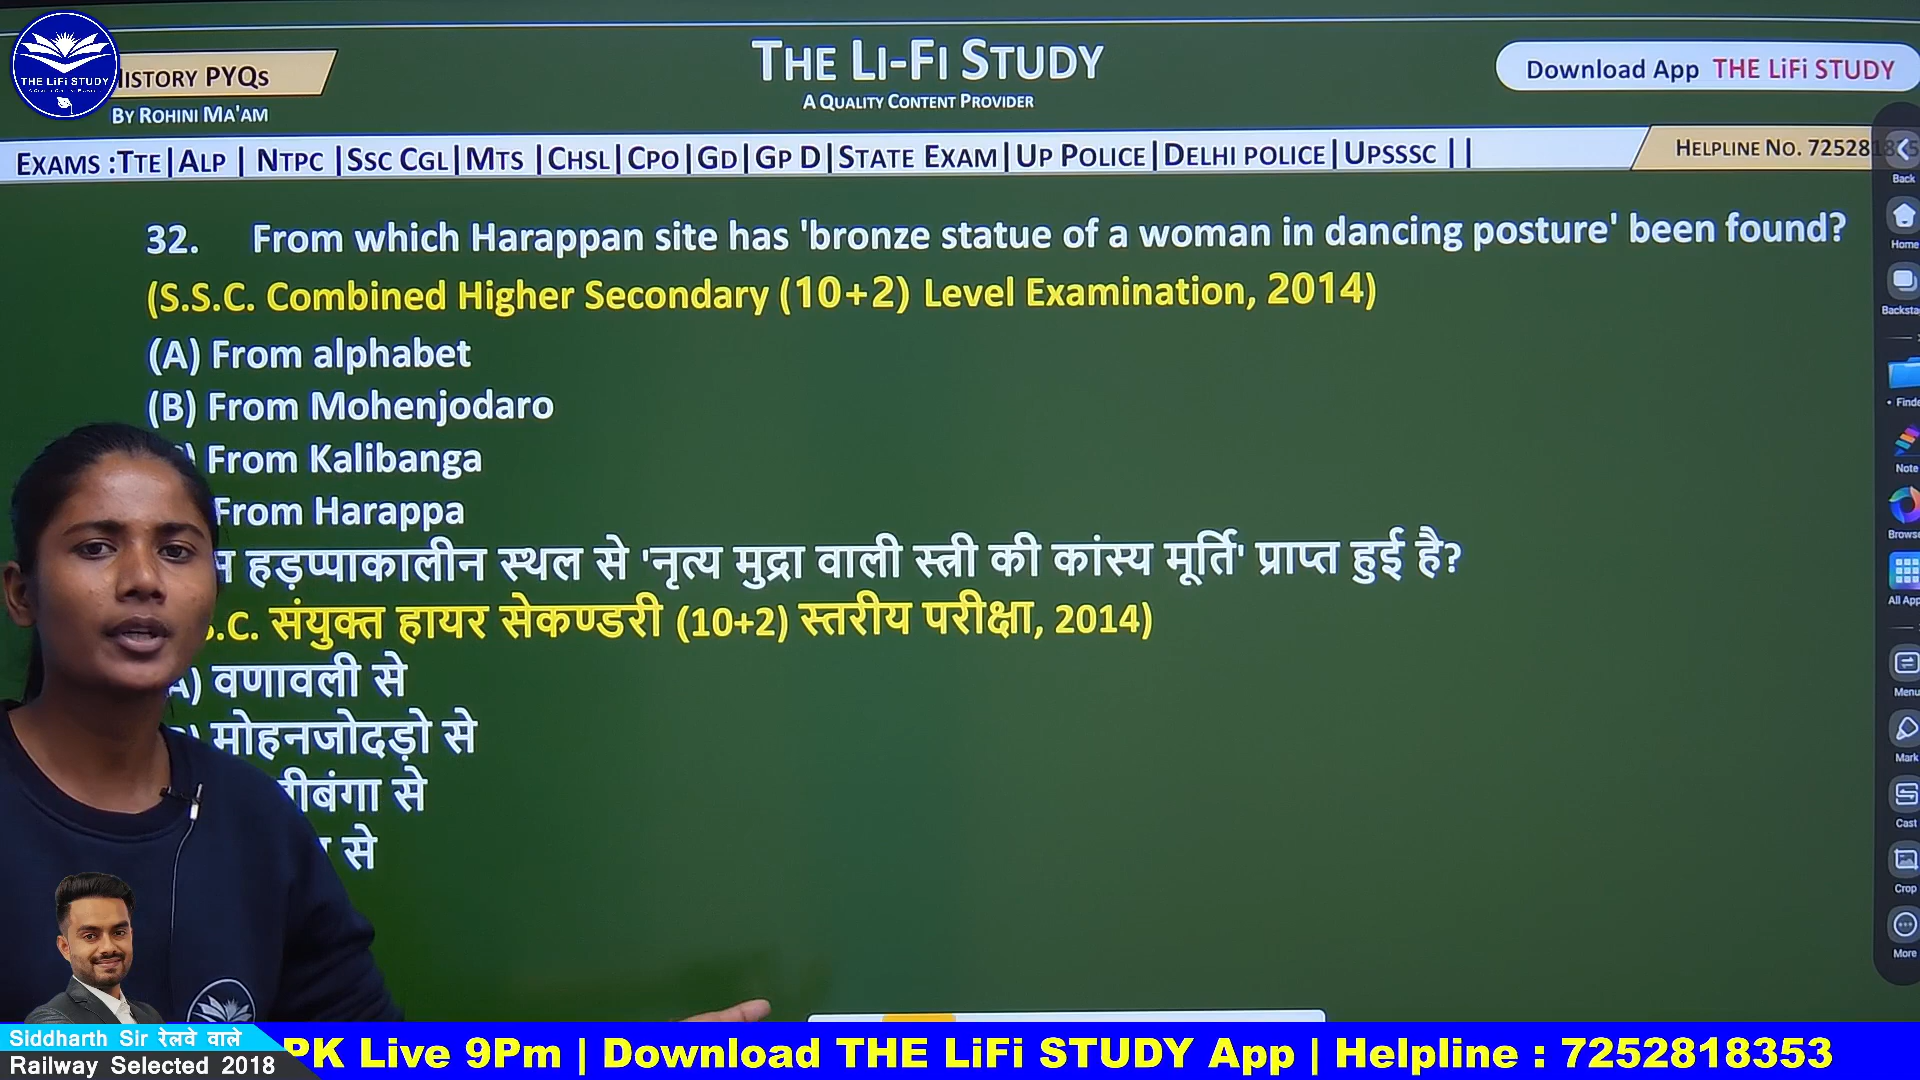 THE LiFi STUDY
HISTORY PYQs
BY ROHINI MA'AM
THE LI-FI STUDY
A QUALITY CONTENT PROVIDER
Download App THE LiFi STUDY
EXAMS :TTE|ALP | NTPC |SSC CGL|MTS |CHSL|CPO|GD|GP D|STATE EXAM|UP POLICE|DELHI POLICE|UPSSSC ||
HELPLINE NO. 725281
32. From which Harappan site has 'bronze statue of a woman in dancing posture' been found?
(S.S.C. Combined Higher Secondary (10+2) Level Examination, 2014)
(A) From alphabet
(B) From Mohenjodaro
) From Kalibanga
From Harappa
हड़प्पाकालीन स्थल से 'नृत्य मुद्रा वाली स्त्री की कांस्य मूर्ति' प्राप्त हुई है?
.C. संयुक्त हायर सेकण्डरी (10+2) स्तरीय परीक्षा, 2014)
A) वणावली से
) मोहनजोदड़ो से
ीबंगा से
से
Back
Home
Backsta
Finde
Note
Browse
All App
Menu
Mark
Cast
Crop
More
Siddharth Sir रेलवे वाले
Railway Selected 2018
PK Live 9Pm | Download THE LiFi STUDY App | Helpline : 7252818353